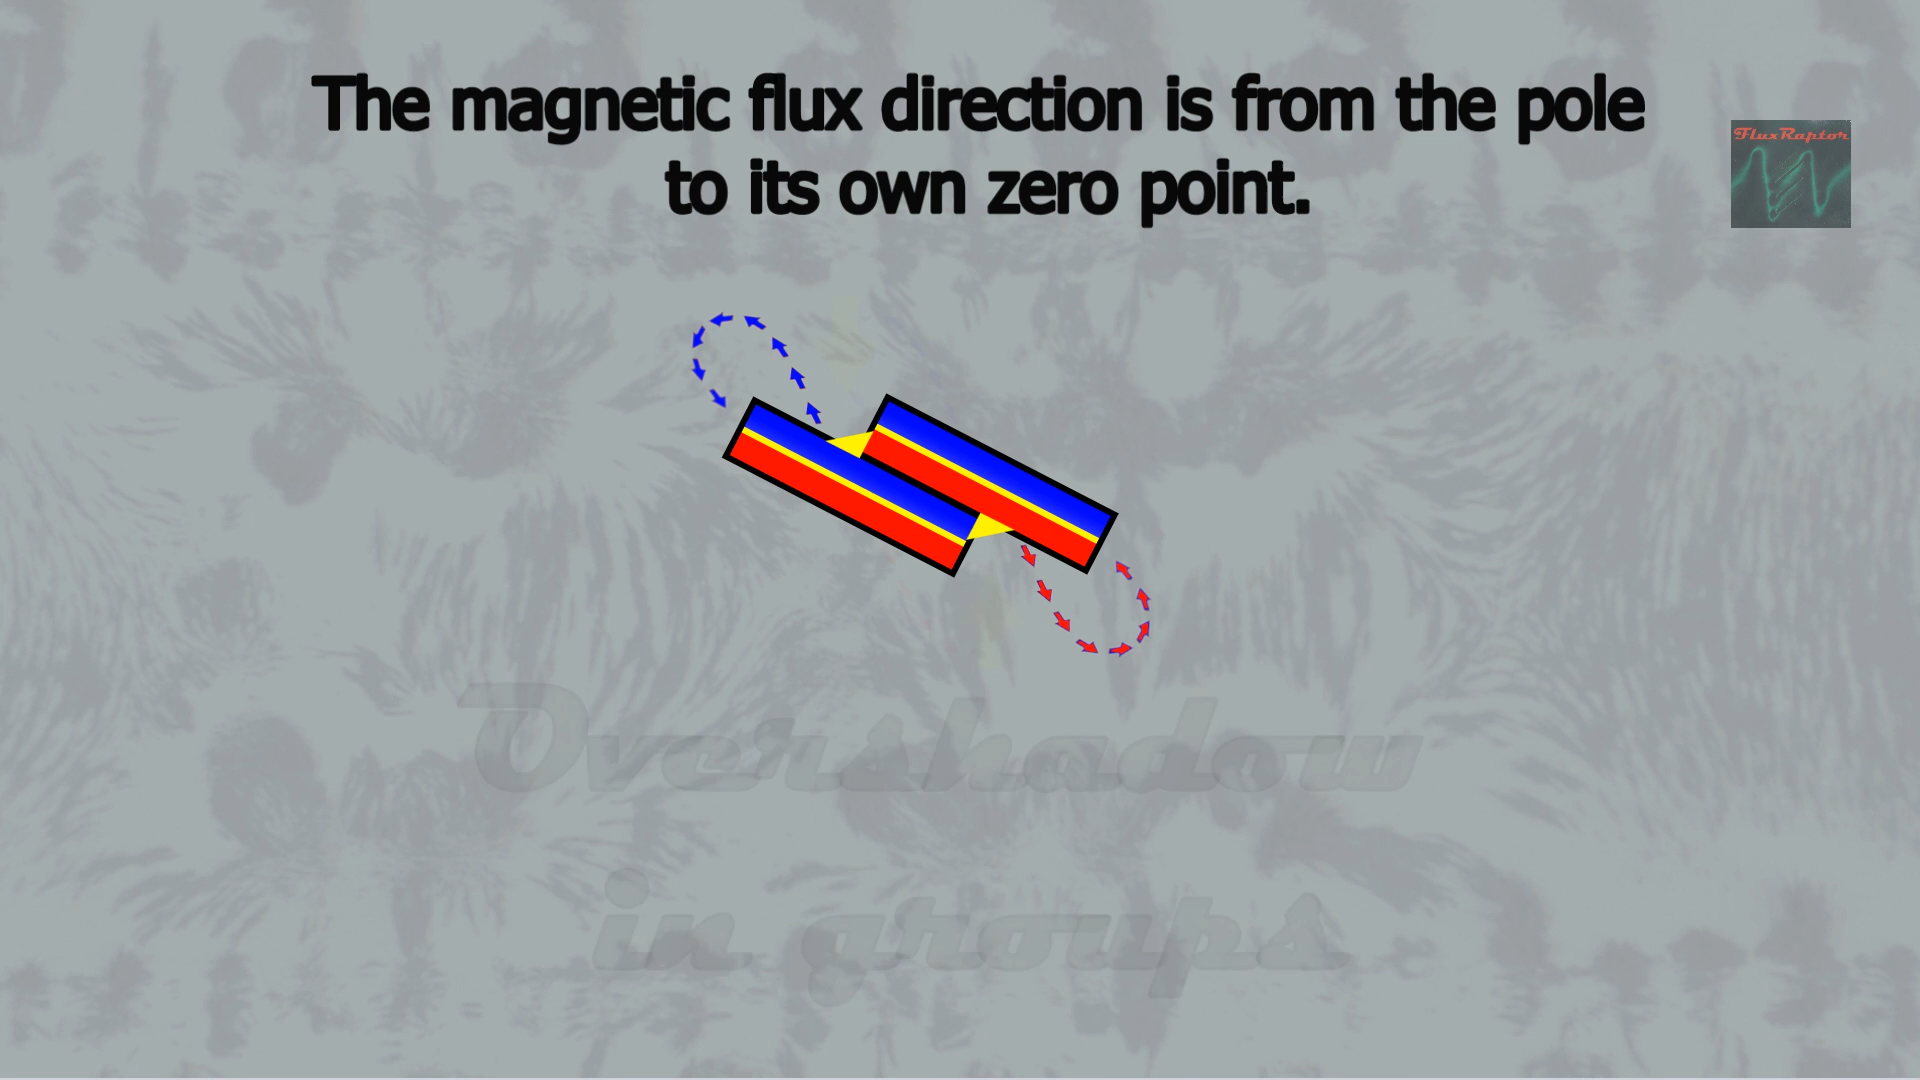 The magnetic flux direction is from the pole
to its own zero point.
FluxRaptor
Overshadow
in groups